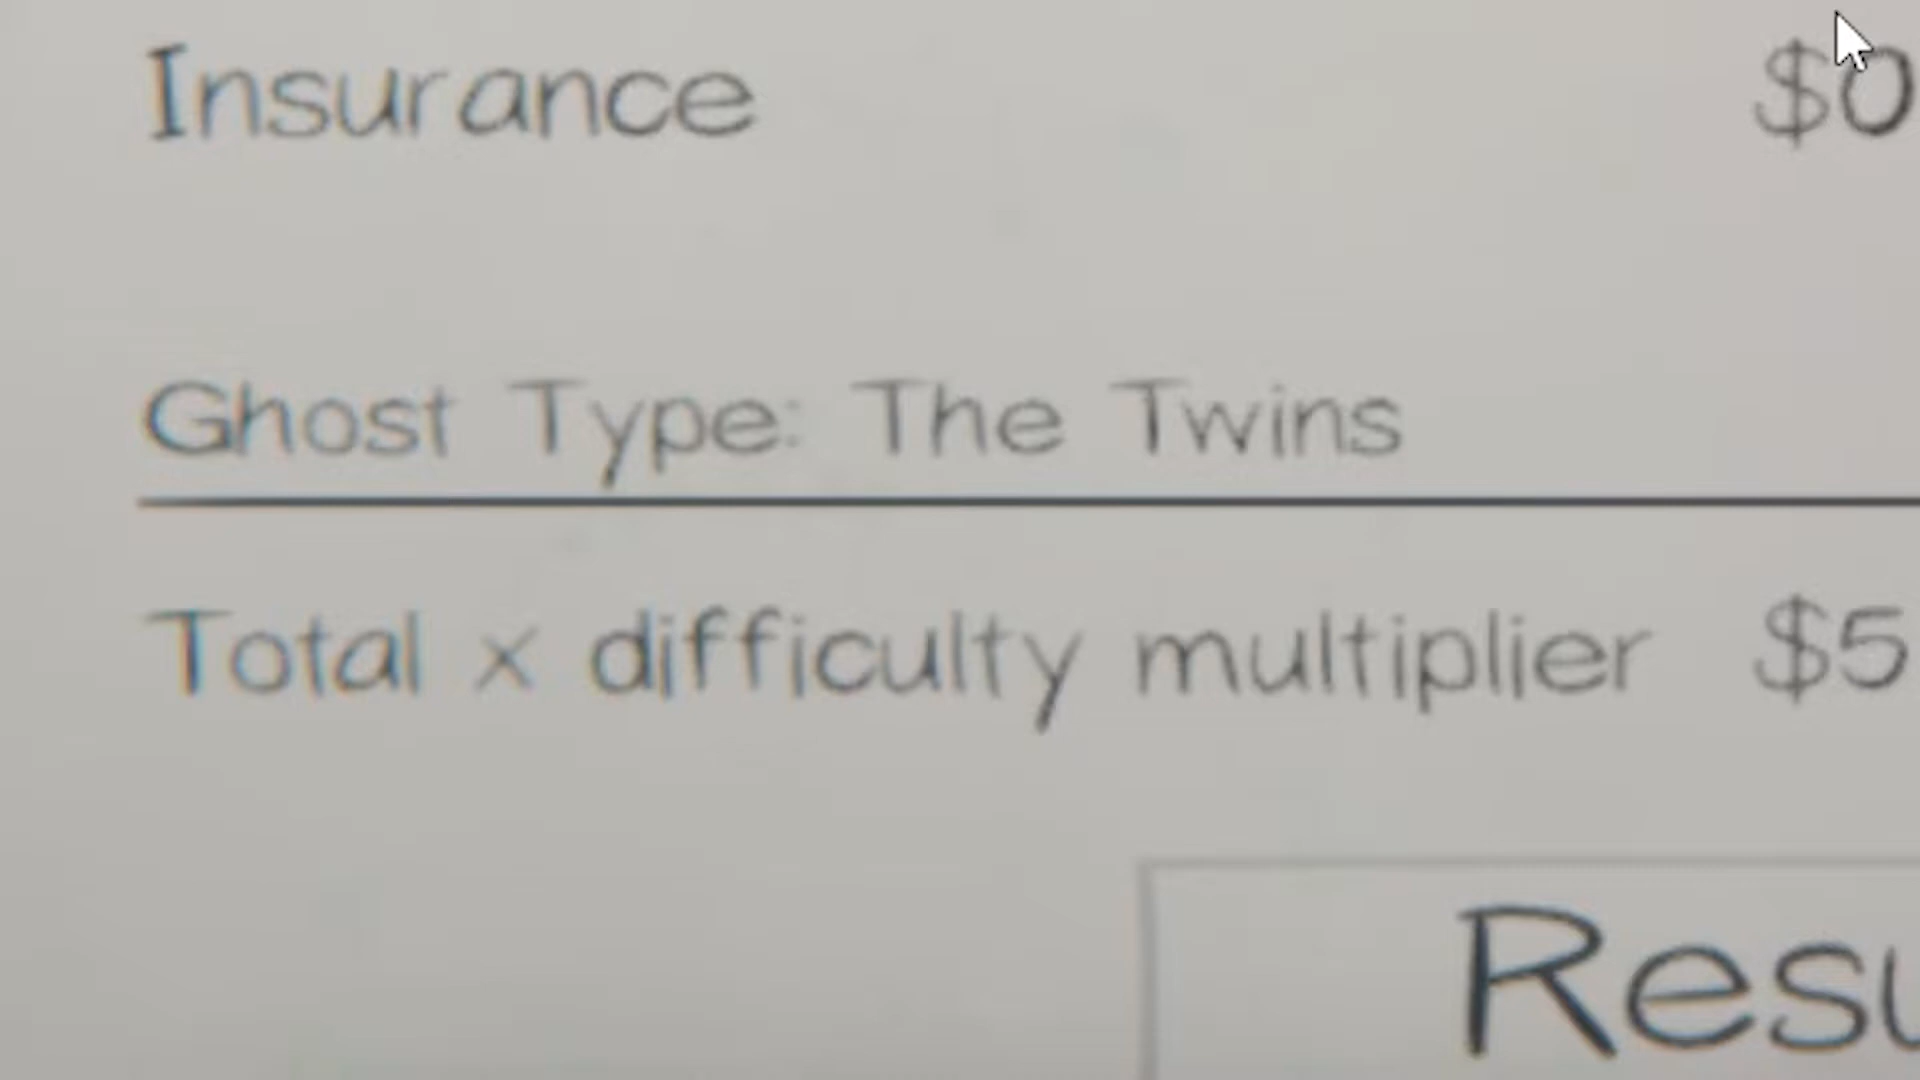 Insurance $0
Ghost Type: The Twins
Total x difficulty multiplier $5
Resu